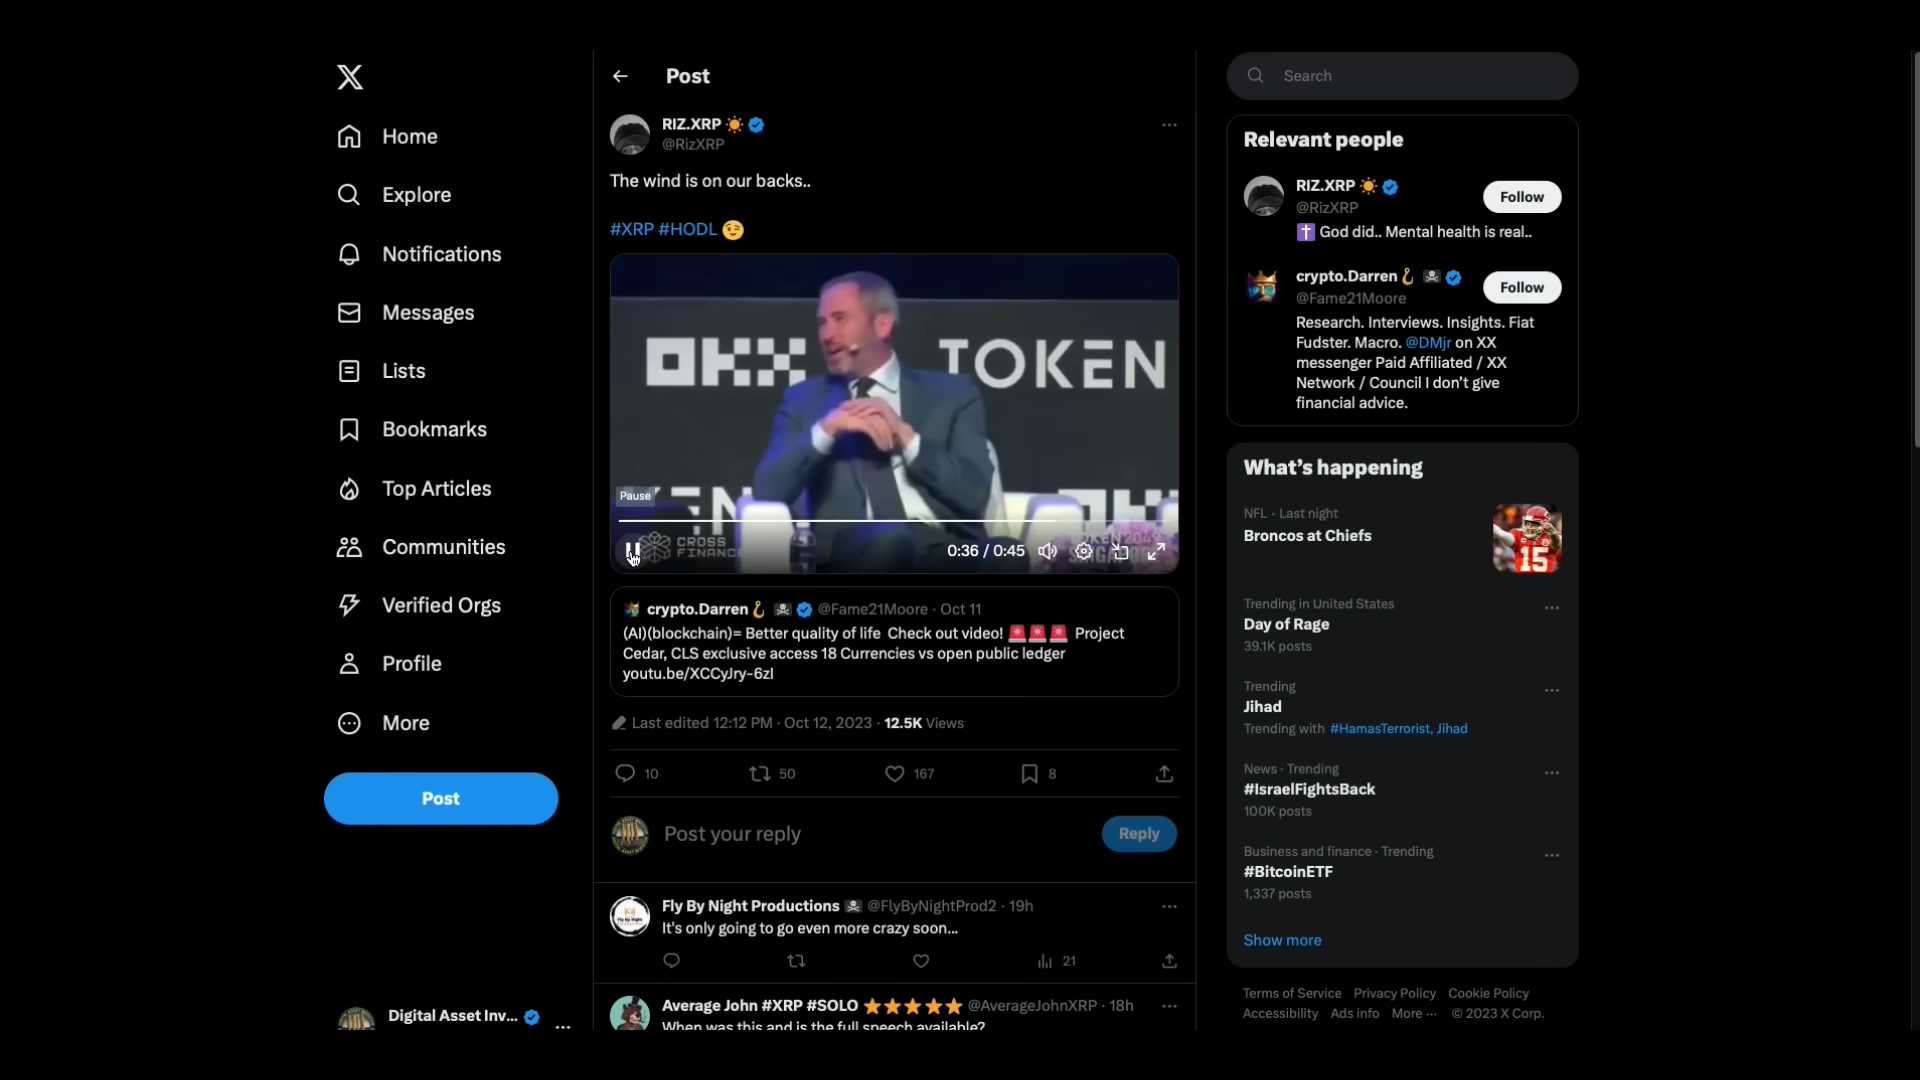 Home
Explore
Notifications
Messages
Lists
Bookmarks
Top Articles
Communities
Verified Orgs
Profile
More
Post
Digital Asset Inv...
Post
RIZ.XRP
@RizXRP
The wind is on our backs..
#XRP #HODL
OKX TOKEN
Pause
CROSS
FINANCE
0:36 / 0:45
crypto.Darren @Fame21Moore · Oct 11
(AI)(blockchain)= Better quality of life Check out video! Project
Cedar, CLS exclusive access 18 Currencies vs open public ledger
youtu.be/XCCyJry-6zI
Last edited 12:12 PM · Oct 12, 2023 · 12.5K Views
10 50 167 8
Post your reply
Reply
Fly By Night Productions @FlyByNightProd2 · 19h
It's only going to go even more crazy soon...
21
Average John #XRP #SOLO @AverageJohnXRP · 18h
When was this and is the full speech available?
Search
Relevant people
RIZ.XRP
@RizXRP
Follow
God did.. Mental health is real..
crypto.Darren
@Fame21Moore
Follow
Research. Interviews. Insights. Fiat
Fudster. Macro. @DMjr on XX
messenger Paid Affiliated / XX
Network / Council I don't give
financial advice.
What's happening
NFL · Last night
Broncos at Chiefs
15
Trending in United States
Day of Rage
39.1K posts
Trending
Jihad
Trending with #HamasTerrorist, Jihad
News · Trending
#IsraelFightsBack
100K posts
Business and finance · Trending
#BitcoinETF
1,337 posts
Show more
Terms of Service Privacy Policy Cookie Policy
Accessibility Ads info More ··· © 2023 X Corp.